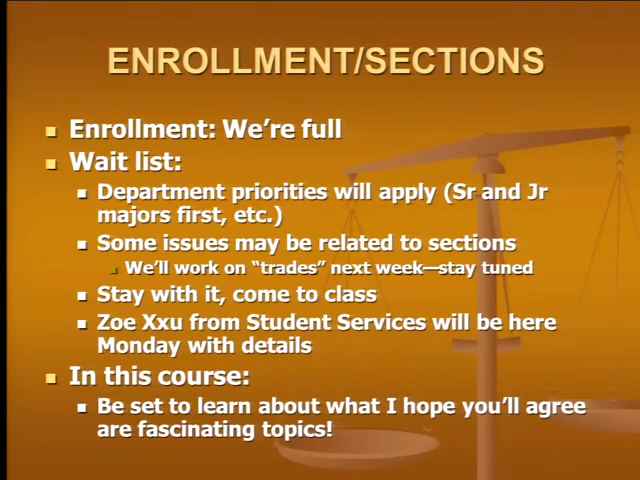 ENROLLMENT/SECTIONS
Enrollment: We're full
Wait list:
Department priorities will apply (Sr and Jr
majors first, etc.)
Some issues may be related to sections
We'll work on “trades” next week—stay tuned
Stay with it, come to class
Zoe Xxu from Student Services will be here
Monday with details
In this course:
Be set to learn about what I hope you'll agree
are fascinating topics!